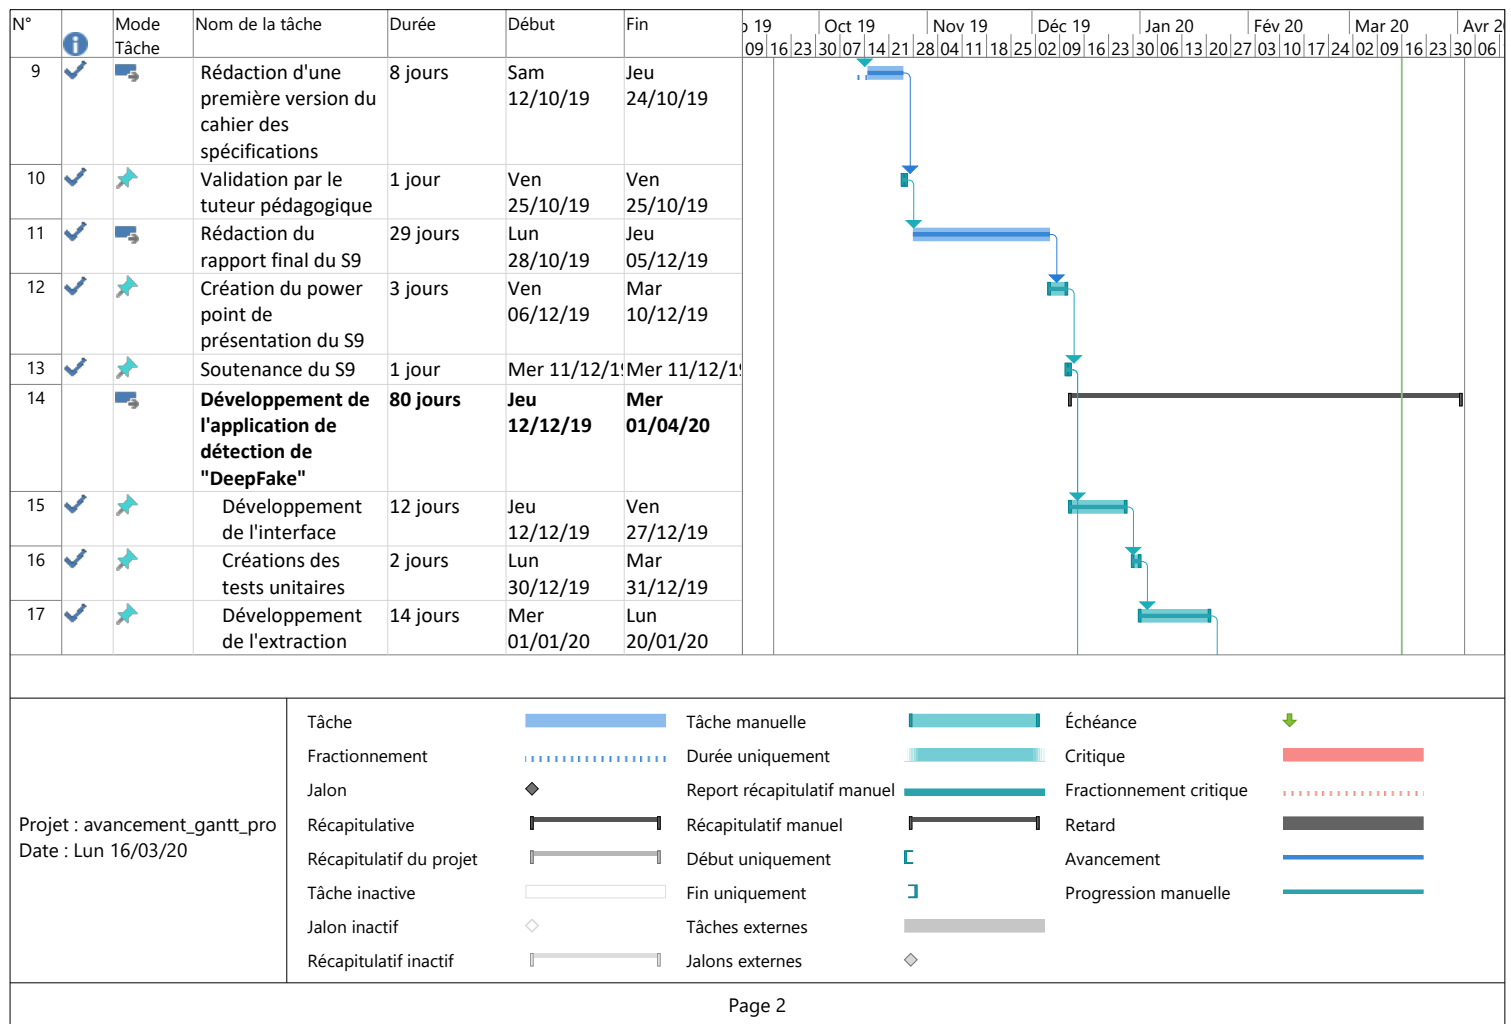 N° Mode Nom de la tâche Durée Début Fin
Tâche
19 Oct 19 Nov 19 Déc 19 Jan 20 Fév 20 Mar 20 Avr 2
09 16 23 30 07 14 21 28 04 11 18 25 02 09 16 23 30 06 13 20 27 03 10 17 24 02 09 16 23 30 06
9 Rédaction d'une 8 jours Sam Jeu
première version du 12/10/19 24/10/19
cahier des
spécifications
10 Validation par le 1 jour Ven Ven
tuteur pédagogique 25/10/19 25/10/19
11 Rédaction du 29 jours Lun Jeu
rapport final du S9 28/10/19 05/12/19
12 Création du power 3 jours Ven Mar
point de 06/12/19 10/12/19
présentation du S9
13 Soutenance du S9 1 jour Mer 11/12/1 Mer 11/12/1
14 Développement de 80 jours Jeu Mer
l'application de 12/12/19 01/04/20
détection de
"DeepFake"
15 Développement 12 jours Jeu Ven
de l'interface 12/12/19 27/12/19
16 Créations des 2 jours Lun Mar
tests unitaires 30/12/19 31/12/19
17 Développement 14 jours Mer Lun
de l'extraction 01/01/20 20/01/20
Projet : avancement_gantt_pro
Date : Lun 16/03/20
Tâche
Fractionnement
Jalon
Récapitulative
Récapitulatif du projet
Tâche inactive
Jalon inactif
Récapitulatif inactif
Tâche manuelle
Durée uniquement
Report récapitulatif manuel
Récapitulatif manuel
Début uniquement
Fin uniquement
Tâches externes
Jalons externes
Échéance
Critique
Fractionnement critique
Retard
Avancement
Progression manuelle
Page 2